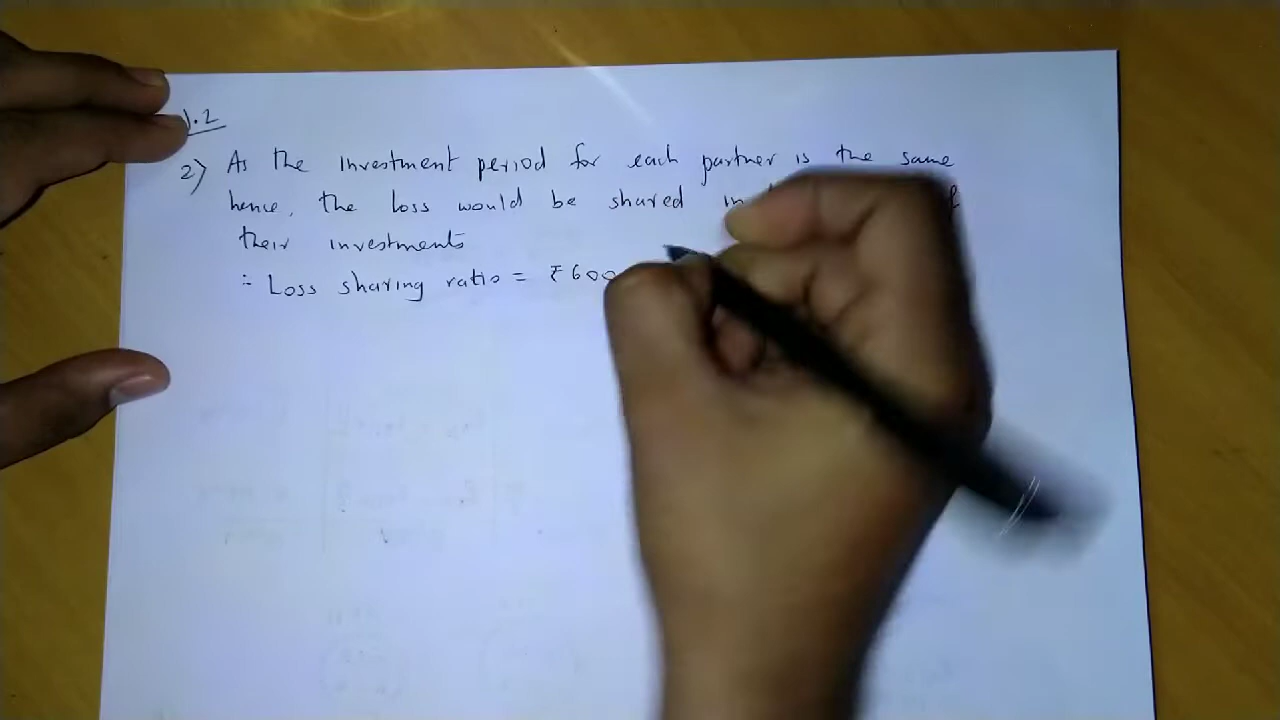 1.2
2) As the investment period for each partner is the same
hence, the loss would be shared in
their investments
∴ Loss sharing ratio = ₹600